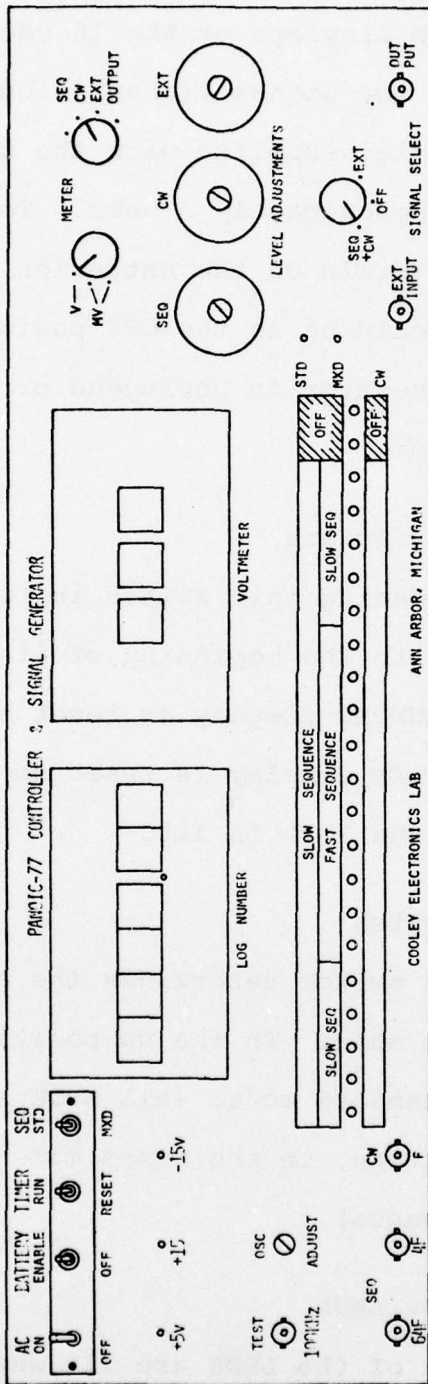 AC BATTERY TIMER SEQ
ON ENABLE RUN STD
OFF OFF RESET MXD
+5V +15 -15V
TEST OSC
100KHz ADJUST
SEQ CW
64F 4F F
PANDIC-77 CONTROLLER & SIGNAL GENERATOR
LOG NUMBER VOLTMETER
METER
V
MV
SEQ
CW
EXT
OUTPUT
SEQ CW EXT
LEVEL ADJUSTMENTS
SLOW SEQUENCE OFF STD
SLOW SEQ FAST SEQUENCE SLOW SEQ MXD
OFF CW
SEQ +CW OFF EXT
EXT INPUT SIGNAL SELECT OUT PUT
COOLEY ELECTRONICS LAB ANN ARBOR, MICHIGAN